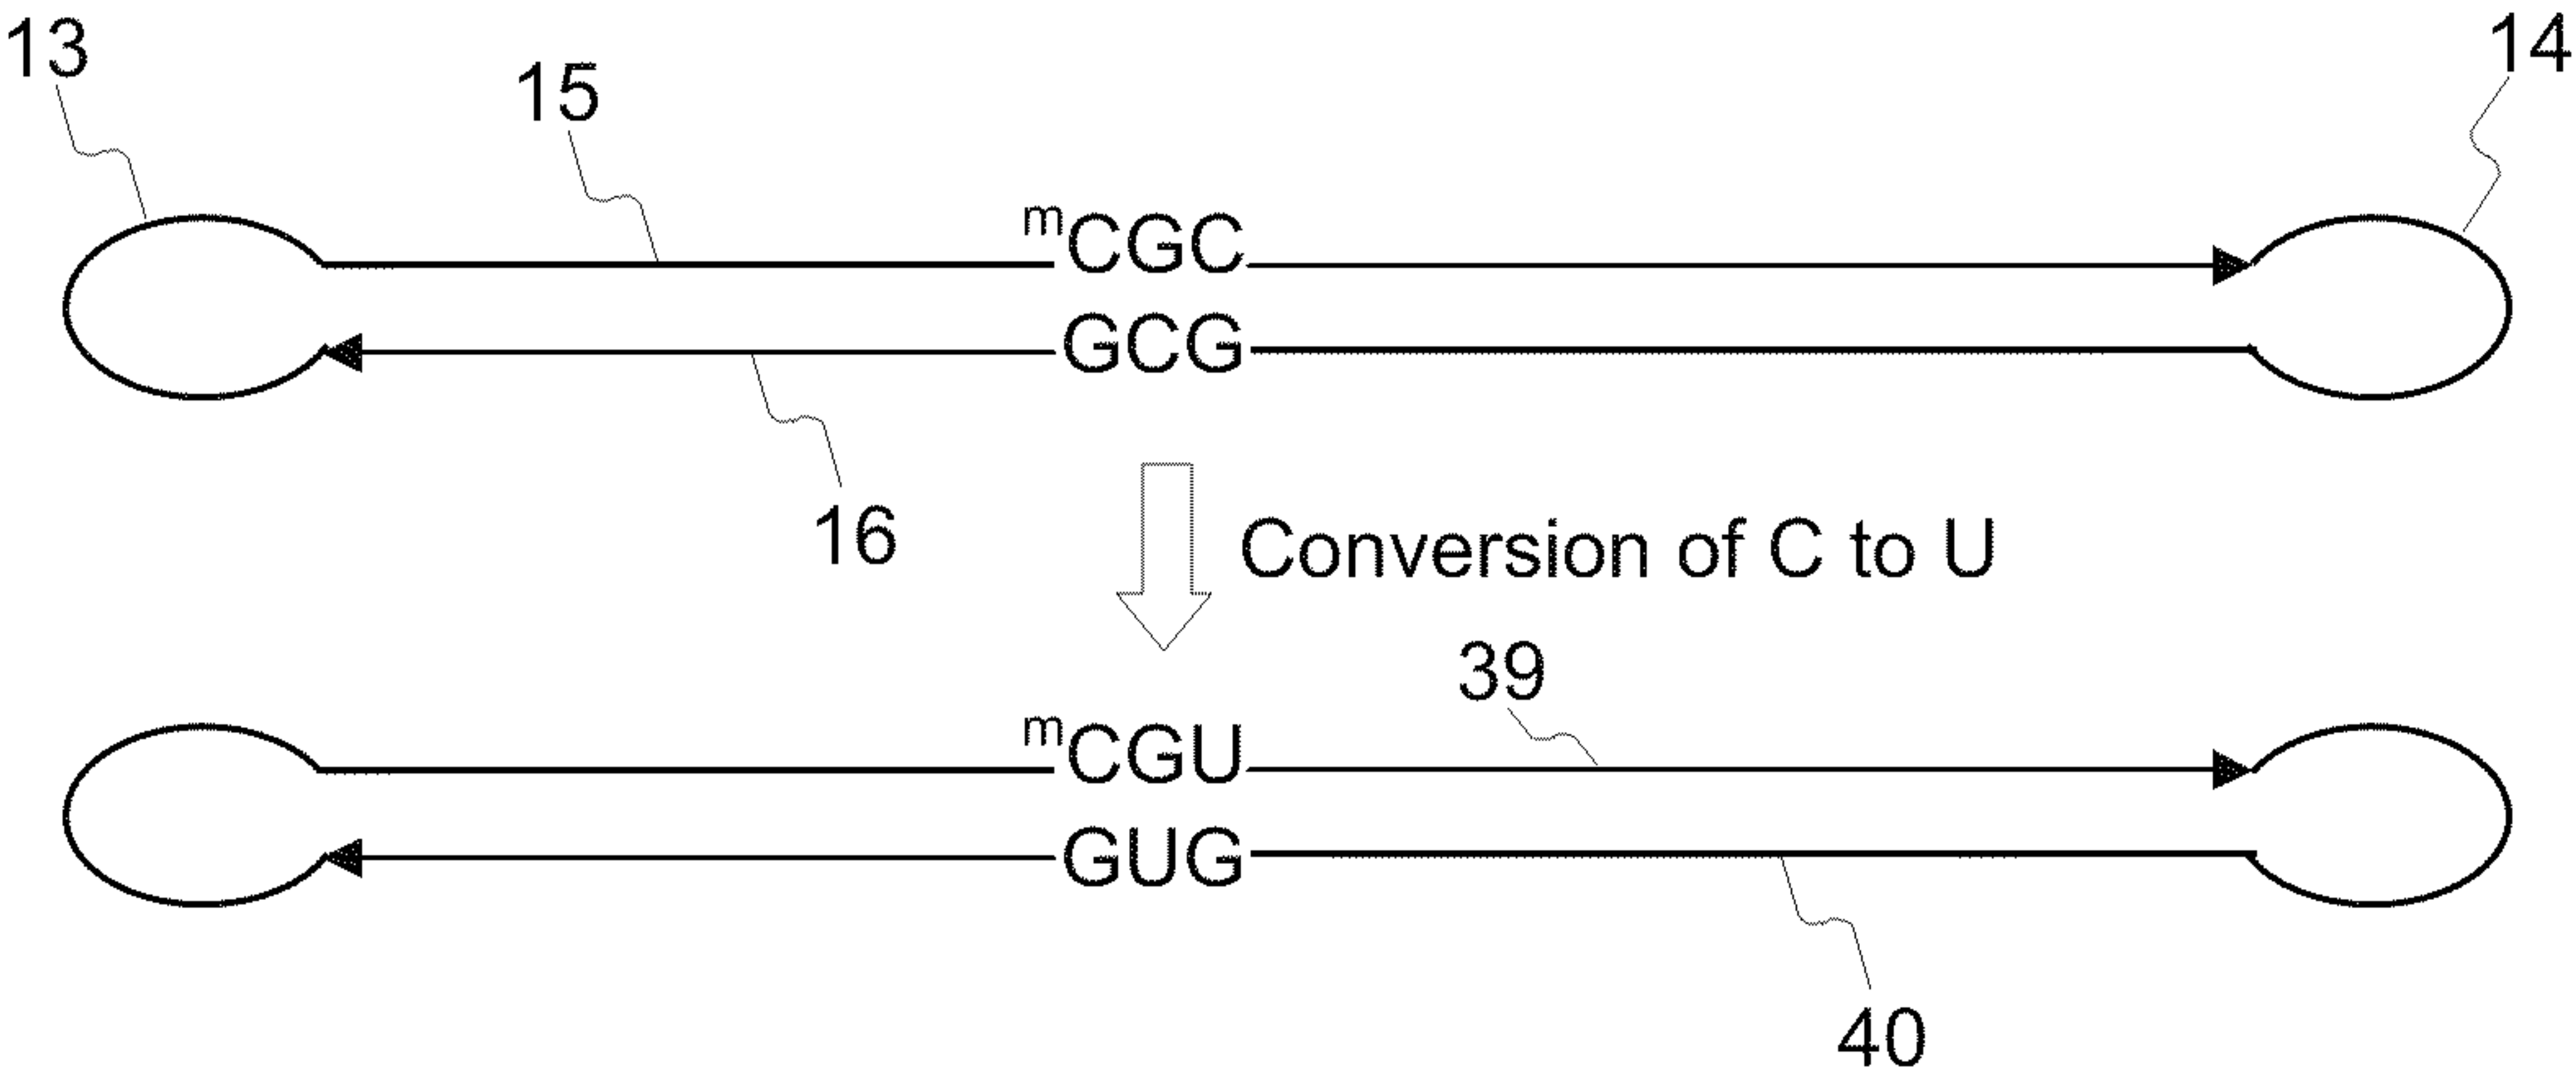 13
14
15
ᵐCGC
GCG
16
Conversion of C to U
39
ᵐCGU
GUG
40